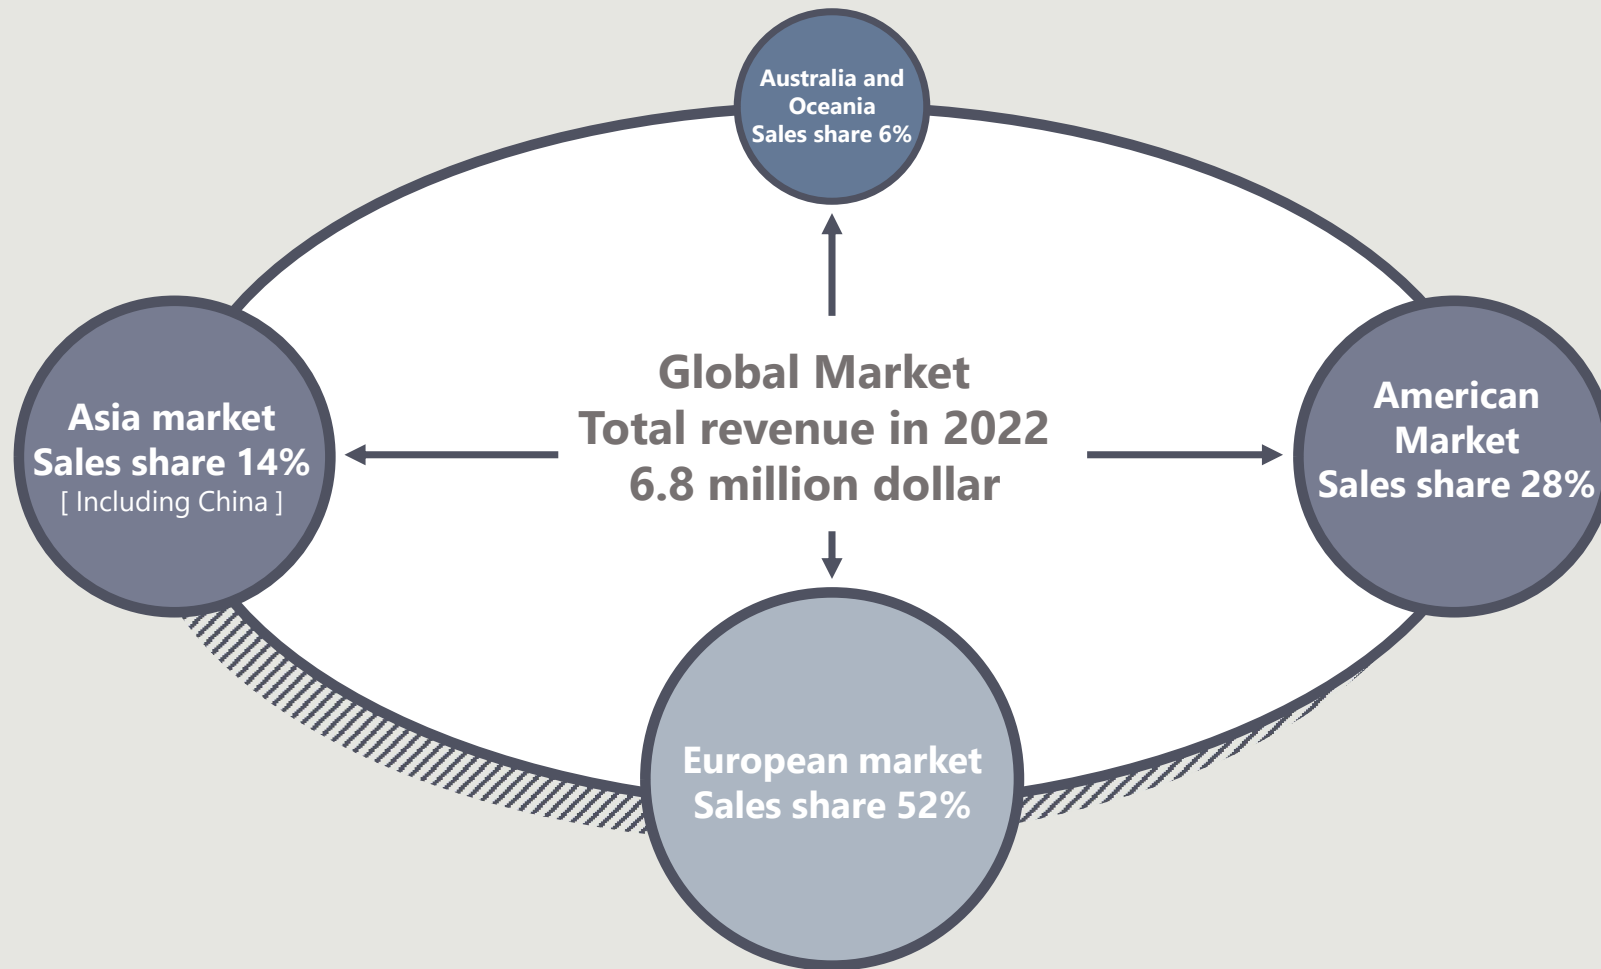 Australia and
Oceania
Sales share 6%
Global Market
Total revenue in 2022
6.8 million dollar
Asia market
Sales share 14%
[ Including China ]
American
Market
Sales share 28%
European market
Sales share 52%